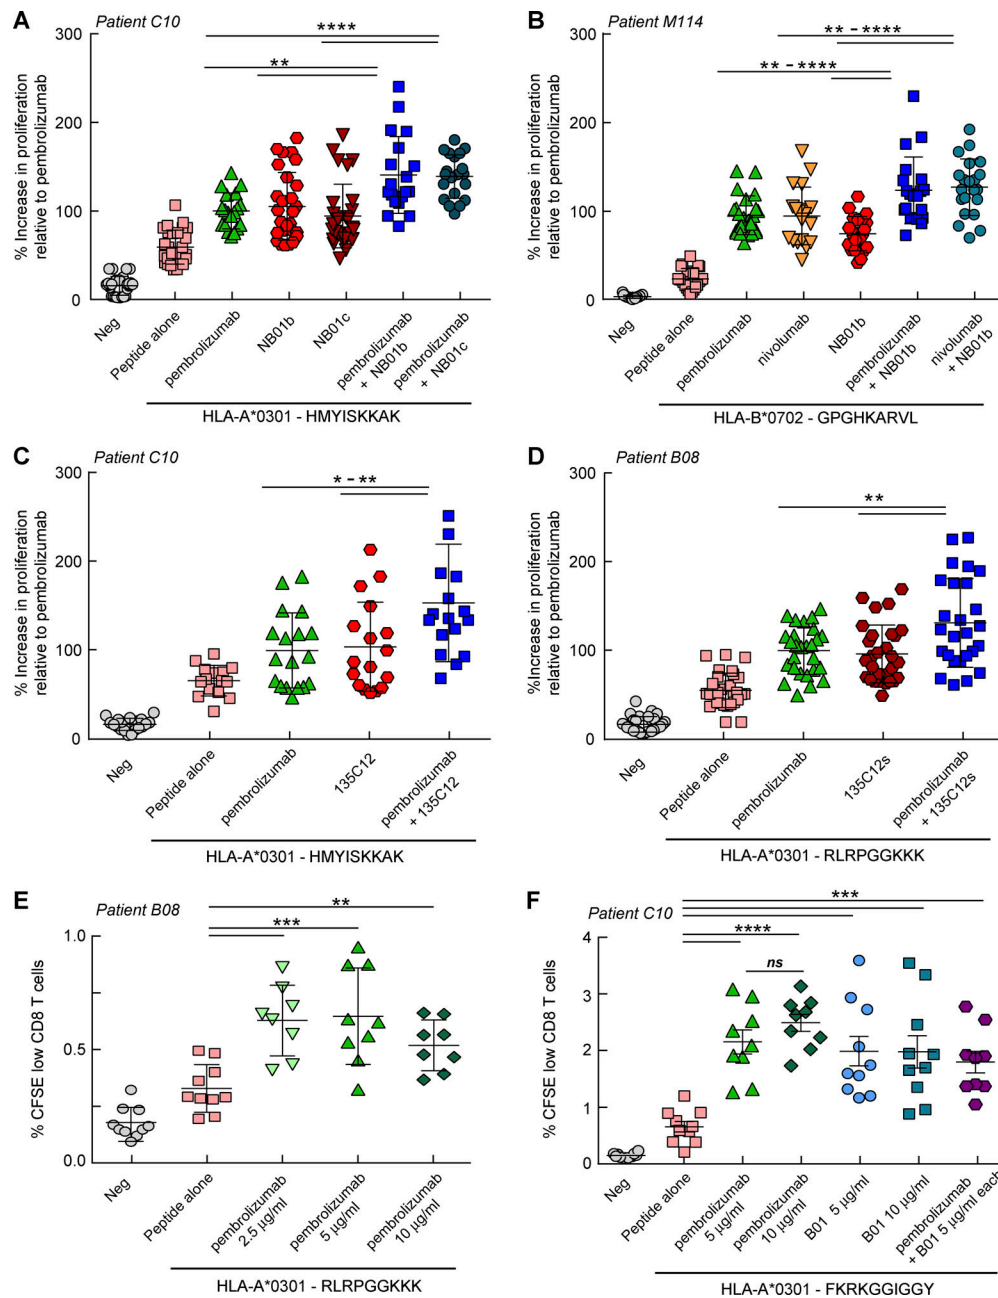 A
Patient C10
% Increase in proliferation
relative to pembrolizumab
300
200
100
0
****
**
Neg
Peptide alone
pembrolizumab
NB01b
NB01c
pembrolizumab
+ NB01b
pembrolizumab
+ NB01c
HLA-A*0301 - HMYISKKAK
B
Patient M114
% Increase in proliferation
relative to pembrolizumab
300
200
100
0
** - ****
** - ****
Neg
Peptide alone
pembrolizumab
nivolumab
NB01b
pembrolizumab
+ NB01b
nivolumab
+ NB01b
HLA-B*0702 - GPGHKARVL
C
Patient C10
% Increase in proliferation
relative to pembrolizumab
300
200
100
0
* - **
Neg
Peptide alone
pembrolizumab
135C12
pembrolizumab
+ 135C12
HLA-A*0301 - HMYISKKAK
D
Patient B08
%Increase in proliferation
relative to pembrolizumab
300
200
100
0
**
Neg
Peptide alone
pembrolizumab
135C12s
pembrolizumab
+ 135C12s
HLA-A*0301 - RLRPGGKKK
E
Patient B08
% CFSE low CD8 T cells
1.0
0.5
0.0
**
***
Neg
Peptide alone
pembrolizumab
2.5 µg/ml
pembrolizumab
5 µg/ml
pembrolizumab
10 µg/ml
HLA-A*0301 - RLRPGGKKK
F
Patient C10
% CFSE low CD8 T cells
4
3
2
1
0
***
****
ns
Neg
Peptide alone
pembrolizumab
5 µg/ml
pembrolizumab
10 µg/ml
B01 5 µg/ml
B01 10 µg/ml
pembrolizumab
+ B01 5 µg/ml each
HLA-A*0301 - FKRKGGIGGY